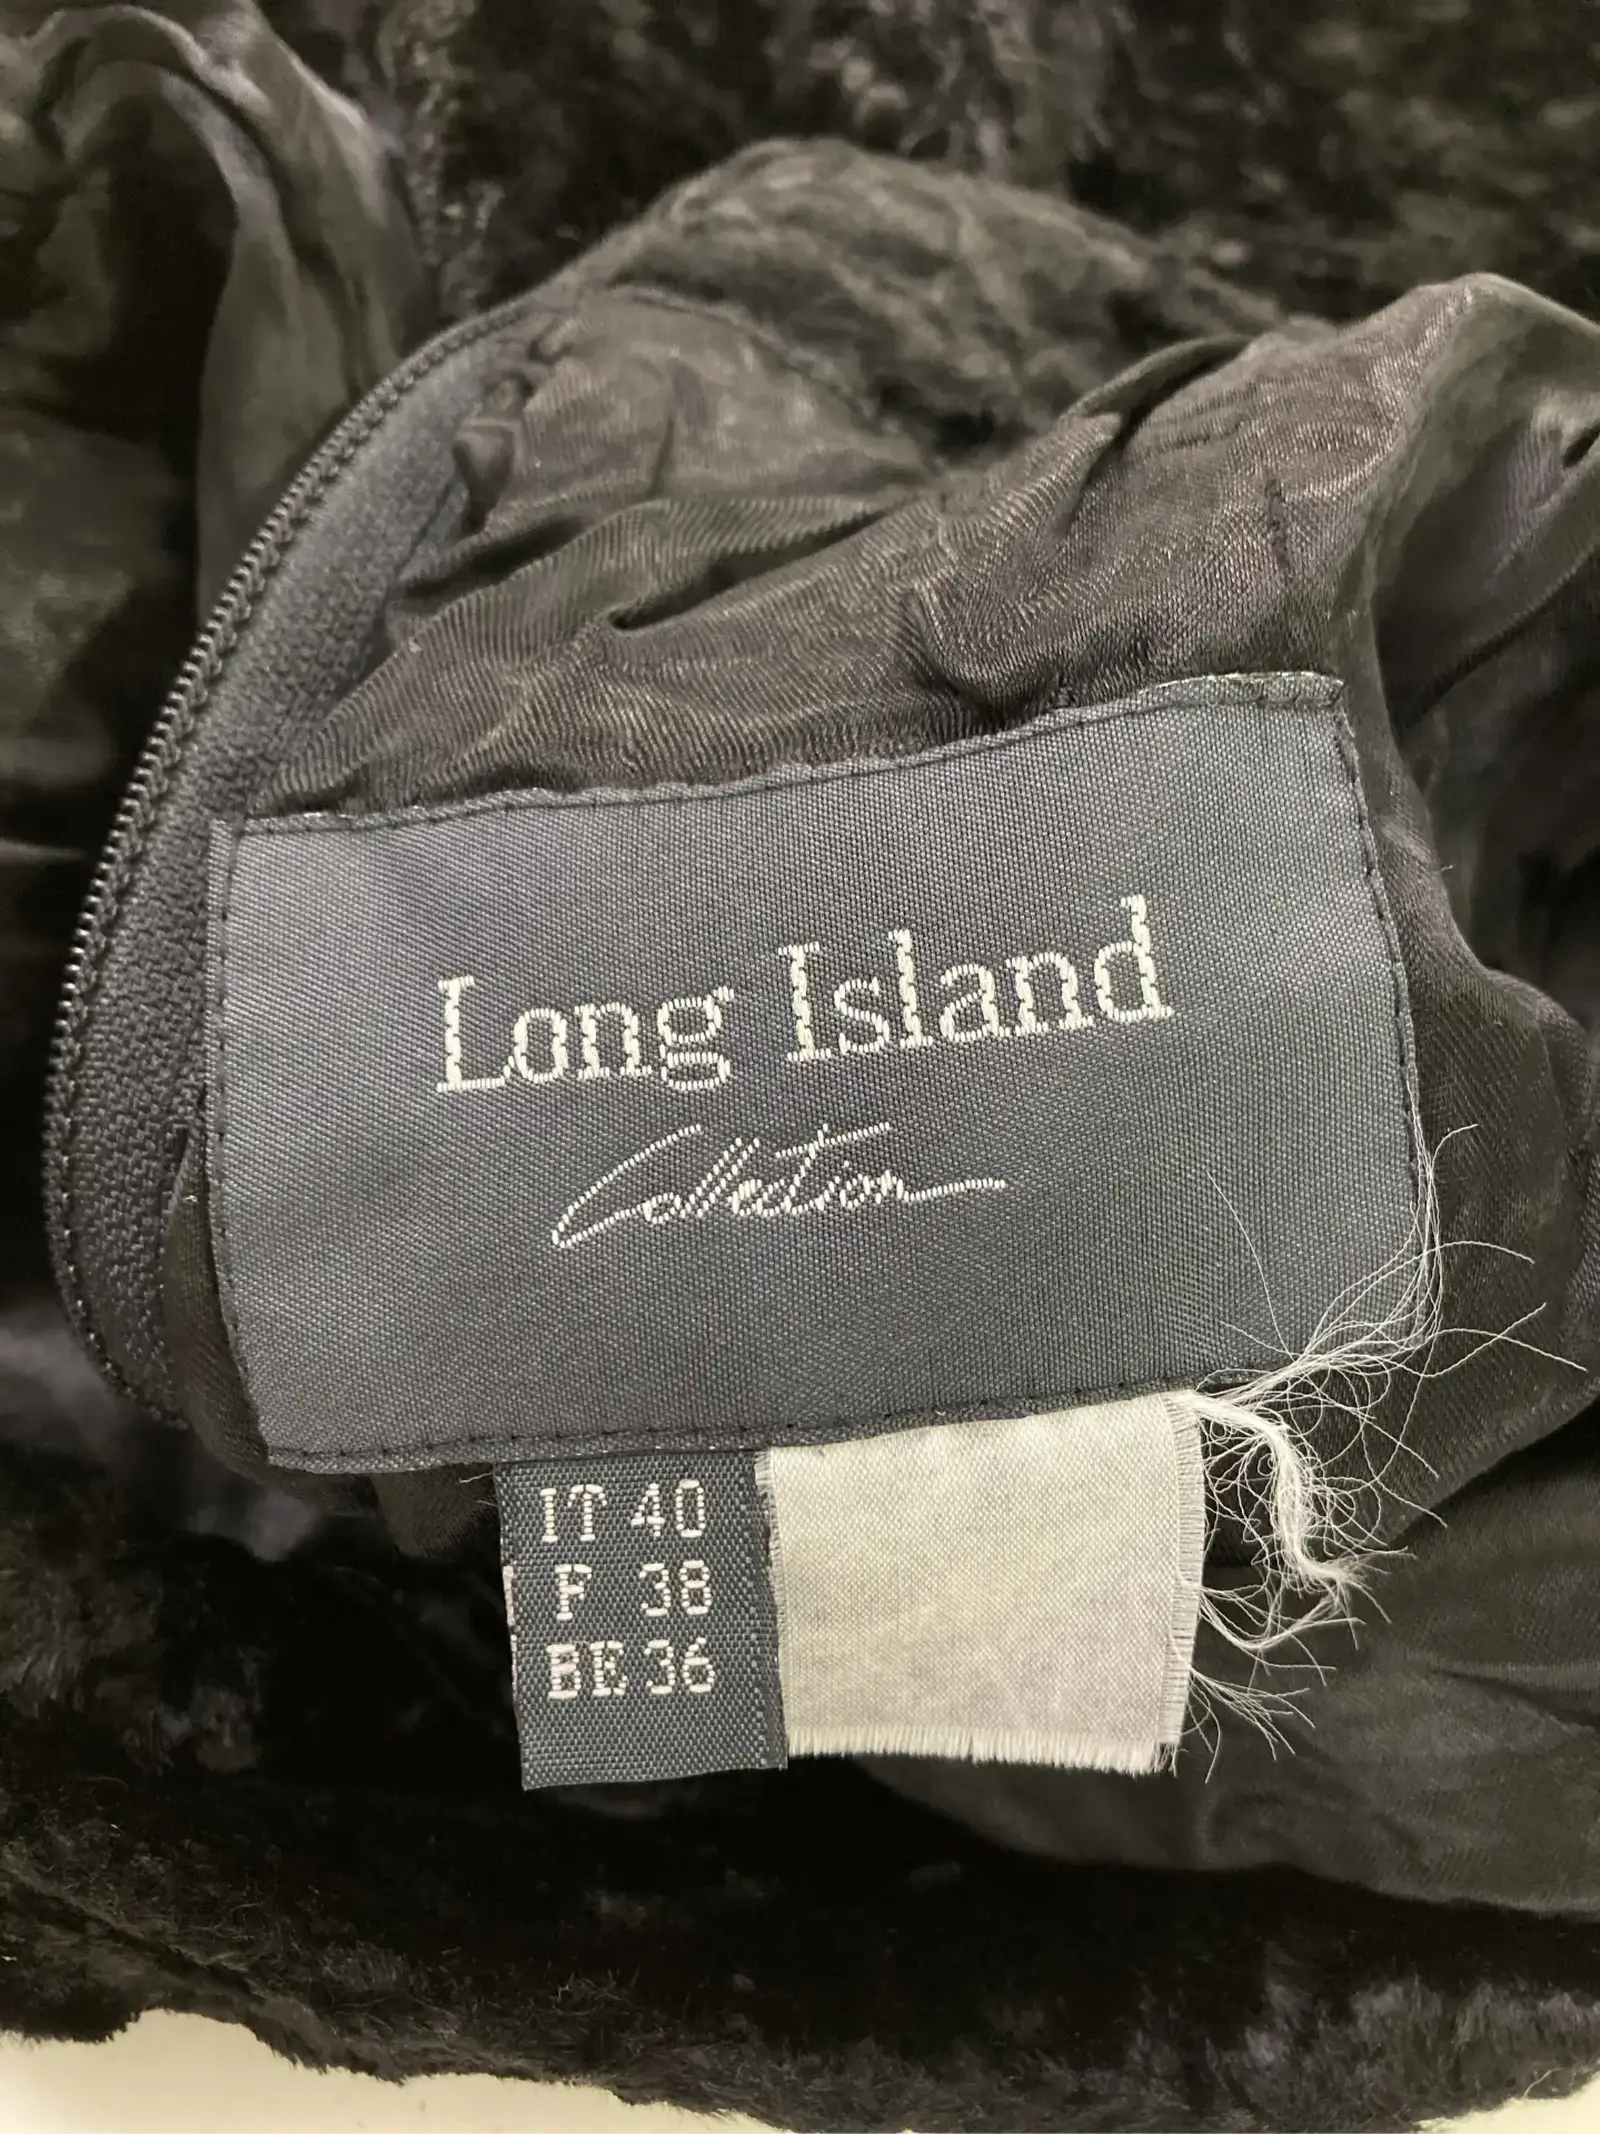 Long Island
Collection
IT 40
F 38
BE 36